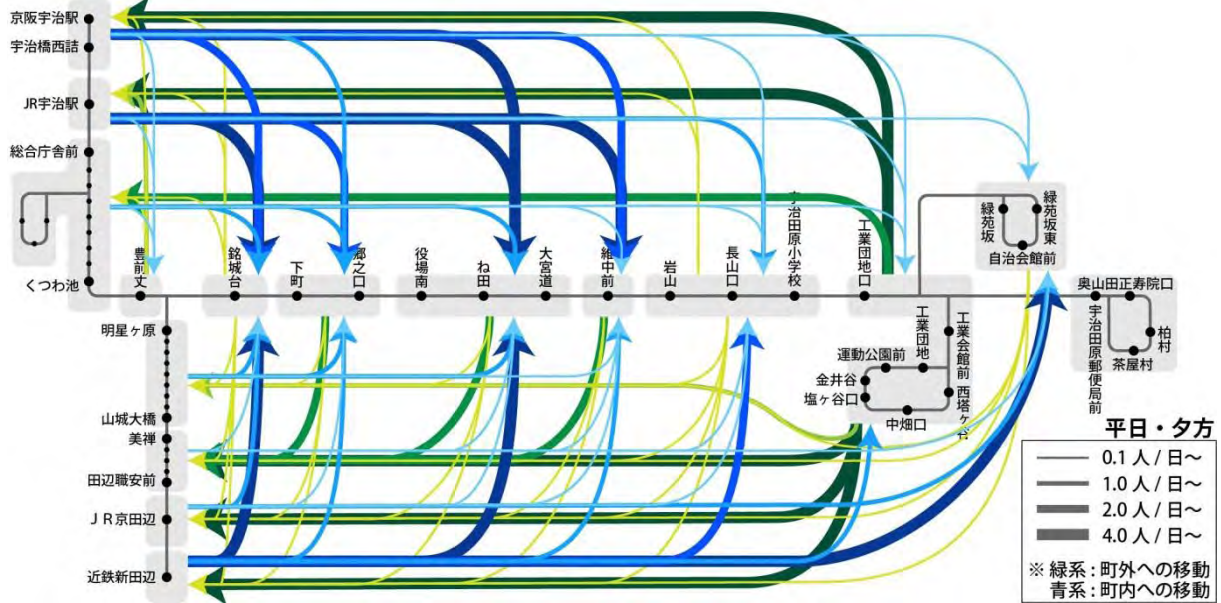 京阪宇治駅
宇治橋西詰
JR宇治駅
総合庁舎前
くつわ池
豊前丈
銘城台
下町
郷之口
役場南
ね田
大宮道
維中前
岩山
長山口
宇治田原小学校
工業団地口
緑苑坂
緑苑坂東
自治会館前
奥山田正寿院口
宇治田原郵便局前
柏村
茶屋村
明星ヶ原
山城大橋
美禅
田辺職安前
JR京田辺
近鉄新田辺
工業団地
工業会館前
運動公園前
金井谷
塩ヶ谷口
中畑口
西塔ヶ谷
平日・夕方
0.1 人 / 日～
1.0 人 / 日～
2.0 人 / 日～
4.0 人 / 日～
※ 緑系 : 町外への移動
青系 : 町内への移動